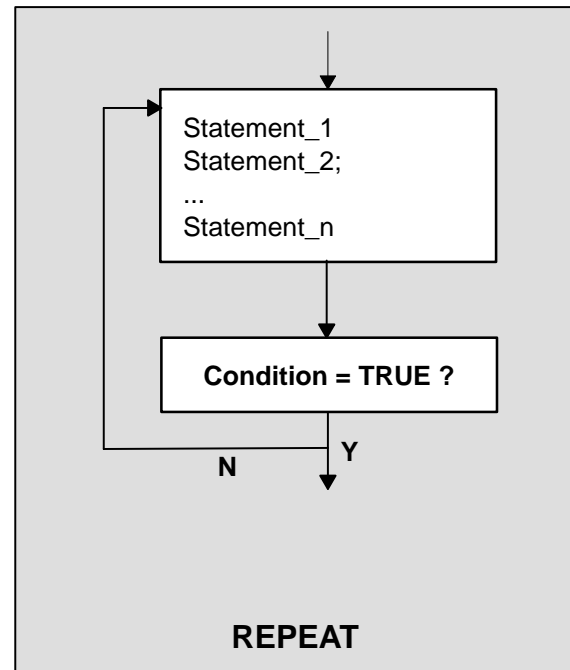 Statement_1
Statement_2;
...
Statement_n
Condition = TRUE ?
N
Y
REPEAT